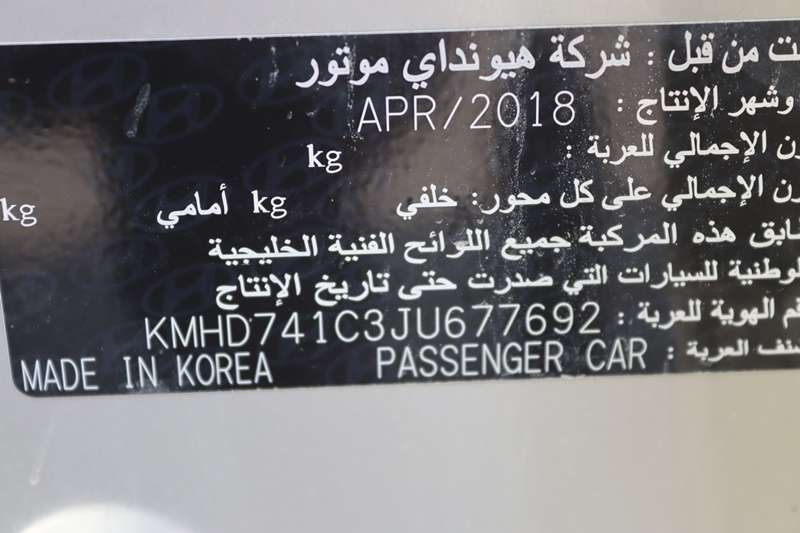 من قبل : شركة هيونداي موتور
وشهر الإنتاج : APR/2018
الإجمالي للعربة : kg
الإجمالي على كل محور: خلفي kg أمامي kg
هذه المركبة جميع اللوائح الفنية الخليجية
للسيارات التي صدرت حتى تاريخ الإنتاج
الهوية للعربة : KMHD741C3JU677692
العربة : PASSENGER CAR MADE IN KOREA